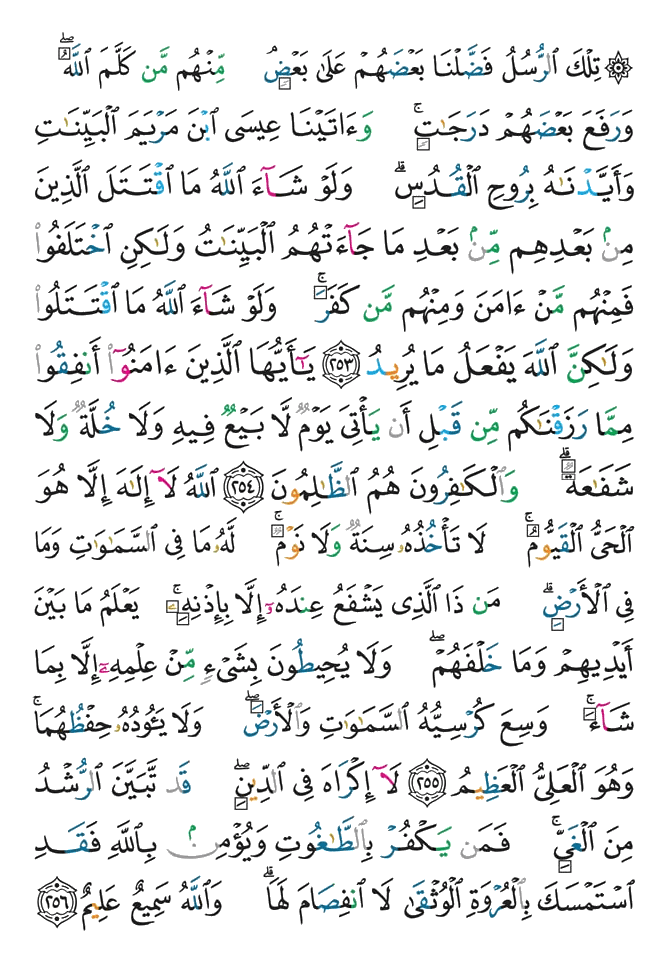 ۞ تِلْكَ ٱلرُّسُلُ فَضَّلْنَا بَعْضَهُمْ عَلَىٰ بَعْضٍۢ مِّنْهُم مَّن كَلَّمَ ٱللَّهُۖ
وَرَفَعَ بَعْضَهُمْ دَرَجَـٰتٍۢۚ وَءَاتَيْنَا عِيسَى ٱبْنَ مَرْيَمَ ٱلْبَيِّنَـٰتِ
وَأَيَّدْنَـٰهُ بِرُوحِ ٱلْقُدُسِۗ وَلَوْ شَآءَ ٱللَّهُ مَا ٱقْتَتَلَ ٱلَّذِينَ
مِنۢ بَعْدِهِم مِّنۢ بَعْدِ مَا جَآءَتْهُمُ ٱلْبَيِّنَـٰتُ وَلَـٰكِنِ ٱخْتَلَفُوا۟
فَمِنْهُم مَّنْ ءَامَنَ وَمِنْهُم مَّن كَفَرَۚ وَلَوْ شَآءَ ٱللَّهُ مَا ٱقْتَتَلُوا۟
وَلَـٰكِنَّ ٱللَّهَ يَفْعَلُ مَا يُرِيدُ ٢٥٣ يَـٰٓأَيُّهَا ٱلَّذِينَ ءَامَنُوٓا۟ أَنفِقُوا۟
مِمَّا رَزَقْنَـٰكُم مِّن قَبْلِ أَن يَأْتِىَ يَوْمٌۭ لَّا بَيْعٌۭ فِيهِ وَلَا خُلَّةٌۭ وَلَا
شَفَـٰعَةٌۭۗ وَٱلْكَـٰفِرُونَ هُمُ ٱلظَّـٰلِمُونَ ٢٥٤ ٱللَّهُ لَآ إِلَـٰهَ إِلَّا هُوَ
ٱلْحَىُّ ٱلْقَيُّومُۚ لَا تَأْخُذُهُۥ سِنَةٌۭ وَلَا نَوْمٌۭۚ لَّهُۥ مَا فِى ٱلسَّمَـٰوَٰتِ وَمَا
فِى ٱلْأَرْضِۗ مَن ذَا ٱلَّذِى يَشْفَعُ عِندَهُۥٓ إِلَّا بِإِذْنِهِۦۚ يَعْلَمُ مَا بَيْنَ
أَيْدِيهِمْ وَمَا خَلْفَهُمْۖ وَلَا يُحِيطُونَ بِشَىْءٍۢ مِّنْ عِلْمِهِۦٓ إِلَّا بِمَا
شَآءَۚ وَسِعَ كُرْسِيُّهُ ٱلسَّمَـٰوَٰتِ وَٱلْأَرْضَۖ وَلَا يَـُٔودُهُۥ حِفْظُهُمَاۚ
وَهُوَ ٱلْعَلِىُّ ٱلْعَظِيمُ ٢٥٥ لَآ إِكْرَاهَ فِى ٱلدِّينِۖ قَد تَّبَيَّنَ ٱلرُّشْدُ
مِنَ ٱلْغَىِّۚ فَمَن يَكْفُرْ بِٱلطَّـٰغُوتِ وَيُؤْمِنۢ بِٱللَّهِ فَقَدِ
ٱسْتَمْسَكَ بِٱلْعُرْوَةِ ٱلْوُثْقَىٰ لَا ٱنفِصَامَ لَهَاۗ وَٱللَّهُ سَمِيعٌ عَلِيمٌ ٢٥٦